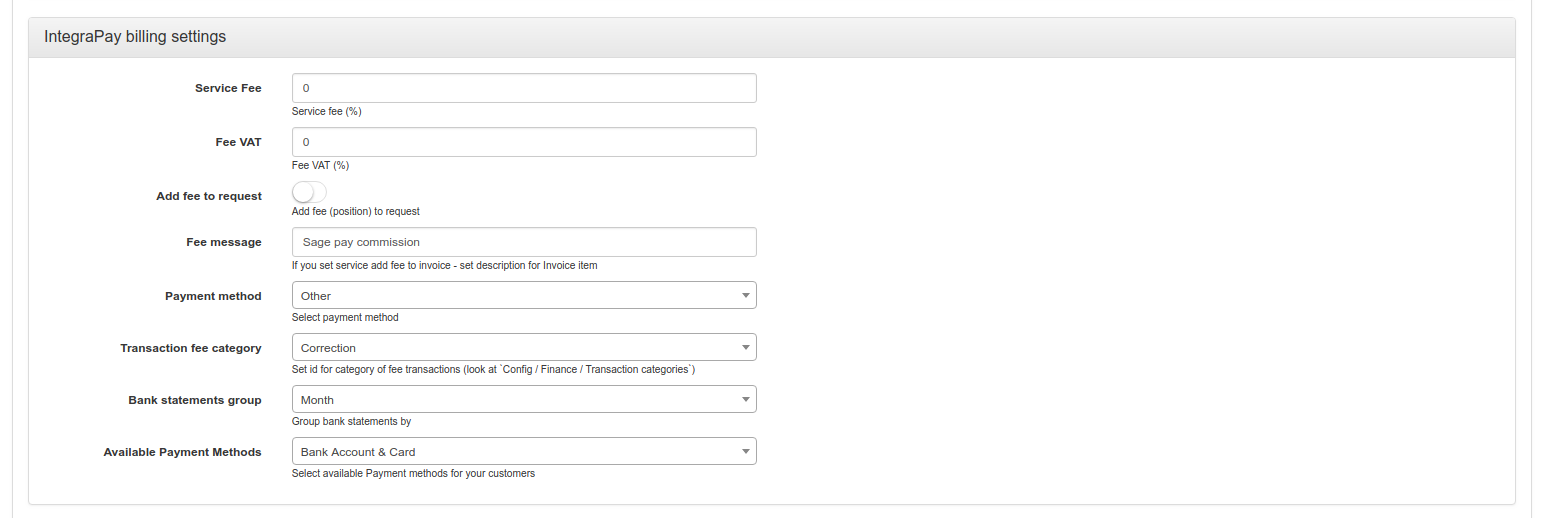 IntegraPay billing settings
Service Fee
0
Service fee (%)
Fee VAT
0
Fee VAT (%)
Add fee to request
Add fee (position) to request
Fee message
Sage pay commission
If you set service add fee to invoice - set description for Invoice item
Payment method
Other
Select payment method
Transaction fee category
Correction
Set id for category of fee transactions (look at `Config / Finance / Transaction categories`)
Bank statements group
Month
Group bank statements by
Available Payment Methods
Bank Account & Card
Select available Payment methods for your customers